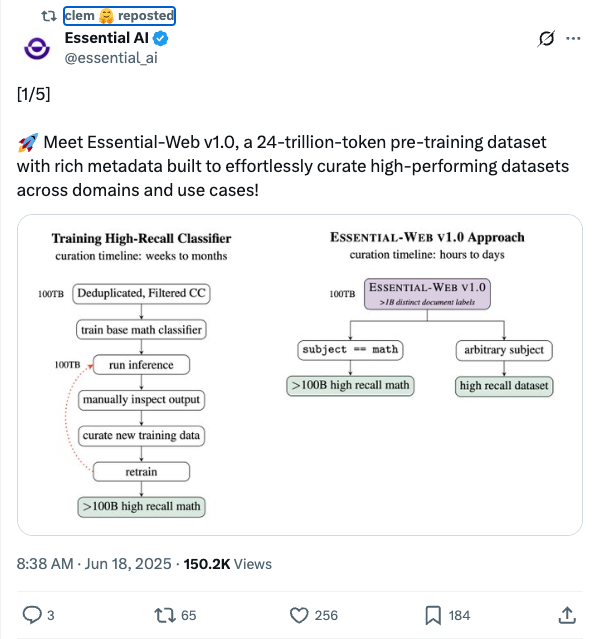 clem 🤗 reposted
Essential AI
@essential_ai
[1/5]
🚀 Meet Essential-Web v1.0, a 24-trillion-token pre-training dataset
with rich metadata built to effortlessly curate high-performing datasets
across domains and use cases!
Training High-Recall Classifier
curation timeline: weeks to months
100TB Deduplicated, Filtered CC
train base math classifier
100TB run inference
manually inspect output
curate new training data
retrain
>100B high recall math
ESSENTIAL-WEB V1.0 Approach
curation timeline: hours to days
100TB ESSENTIAL-WEB V1.0
>1B distinct document labels
subject == math
>100B high recall math
arbitrary subject
high recall dataset
8:38 AM · Jun 18, 2025 · 150.2K Views
3 65 256 184